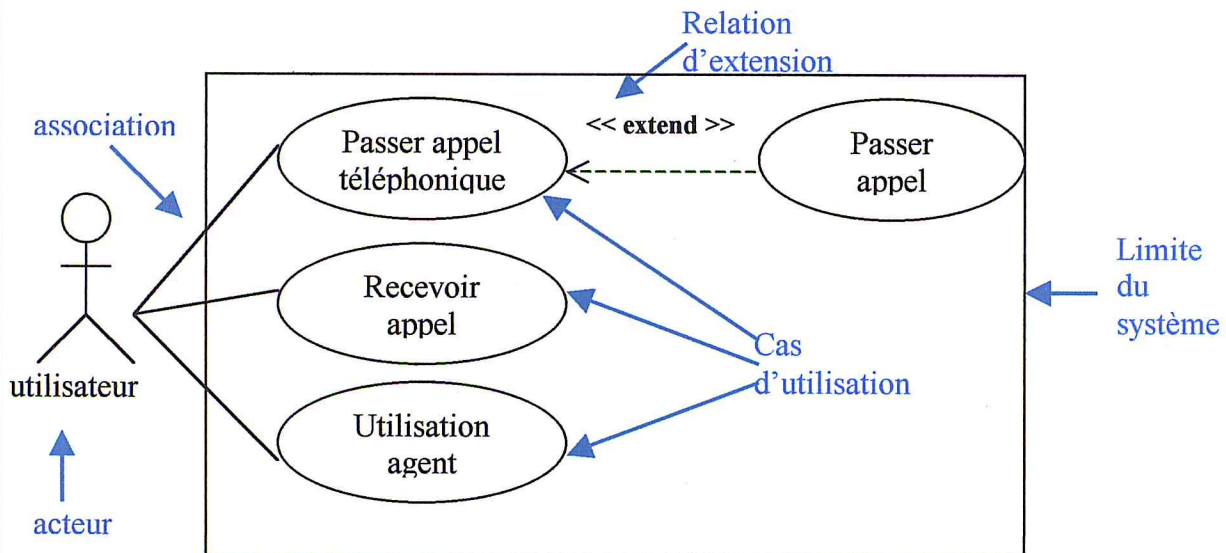 Relation
d'extension
association
<< extend >>
Passer appel
téléphonique
Passer
appel
Recevoir
appel
Limite
du
système
Cas
d'utilisation
utilisateur
Utilisation
agent
acteur